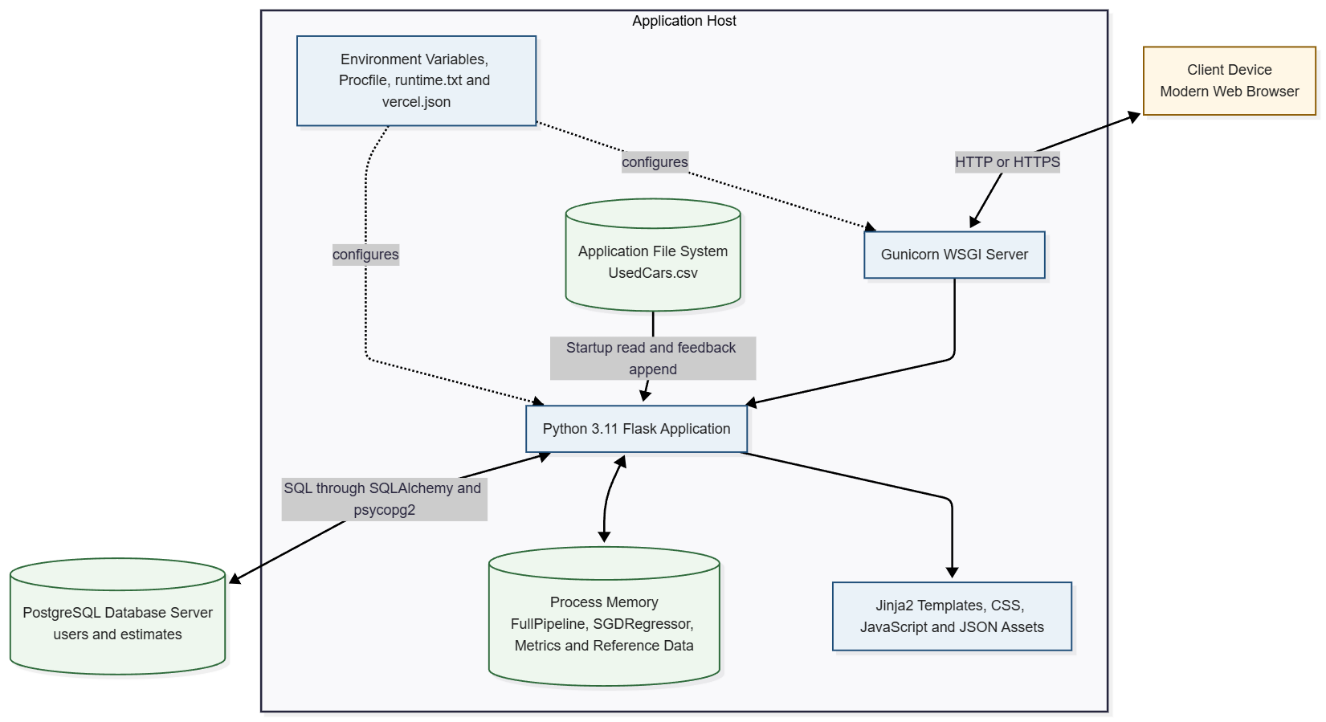 Application Host
Environment Variables,
Procfile, runtime.txt and
vercel.json
Client Device
Modern Web Browser
configures
HTTP or HTTPS
configures
Application File System
UsedCars.csv
Gunicorn WSGI Server
Startup read and feedback
append
Python 3.11 Flask Application
SQL through SQLAlchemy and
psycopg2
PostgreSQL Database Server
users and estimates
Process Memory
FullPipeline, SGDRegressor,
Metrics and Reference Data
Jinja2 Templates, CSS,
JavaScript and JSON Assets